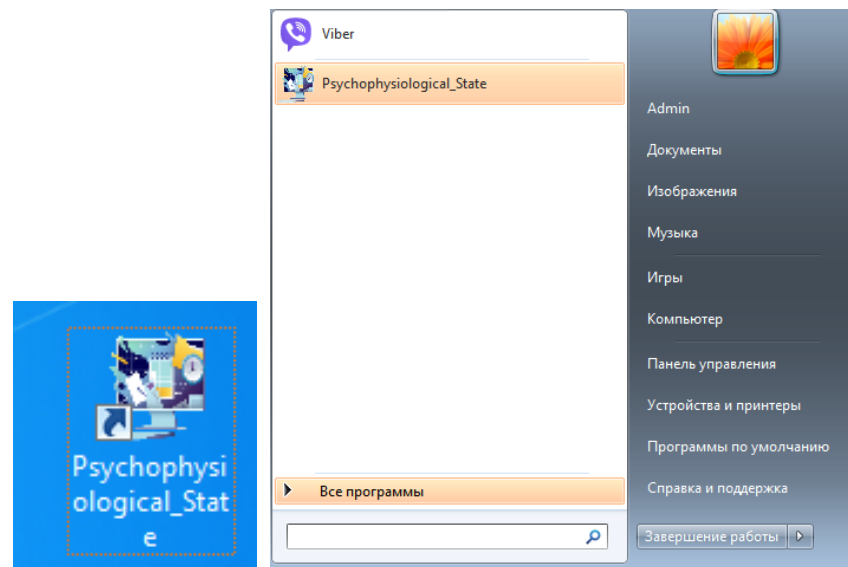 Psychophysi
ological_Stat
e
Viber
Psychophysiological_State
Все программы
Admin
Документы
Изображения
Музыка
Игры
Компьютер
Панель управления
Устройства и принтеры
Программы по умолчанию
Справка и поддержка
Завершение работы